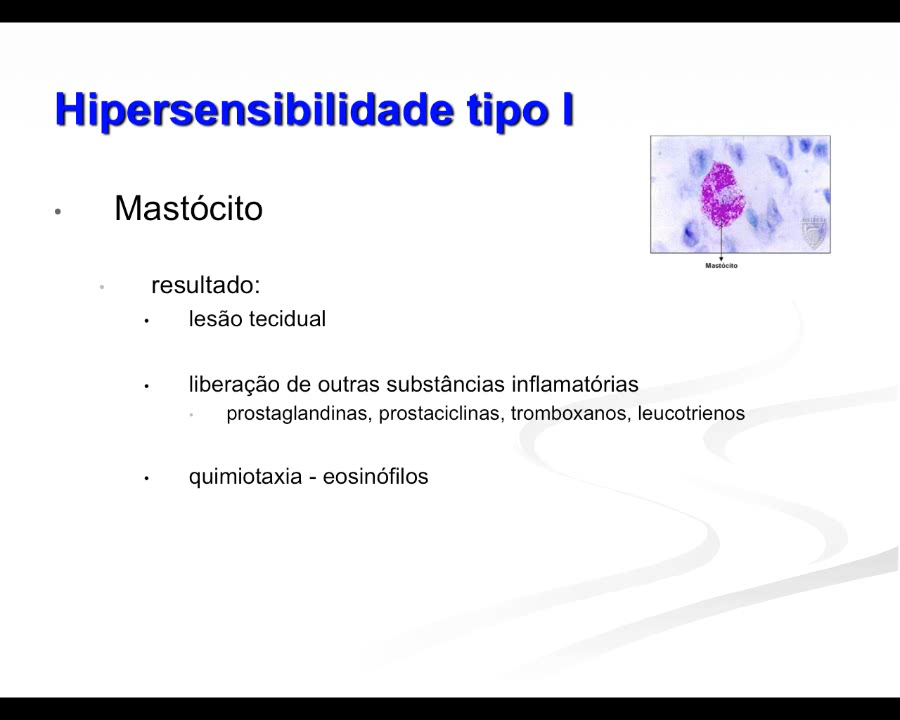 Hipersensibilidade tipo I
Mastócito
Mastócito
resultado:
lesão tecidual
liberação de outras substâncias inflamatórias
prostaglandinas, prostaciclinas, tromboxanos, leucotrienos
quimiotaxia - eosinófilos